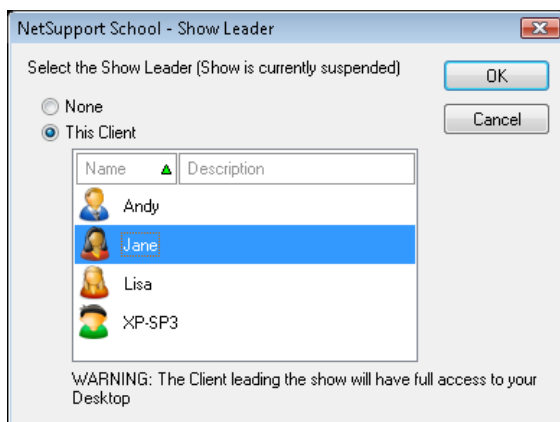 NetSupport School - Show Leader
Select the Show Leader (Show is currently suspended)
OK
None
Cancel
This Client
Name Description
Andy
Jane
Lisa
XP-SP3
WARNING: The Client leading the show will have full access to your
Desktop